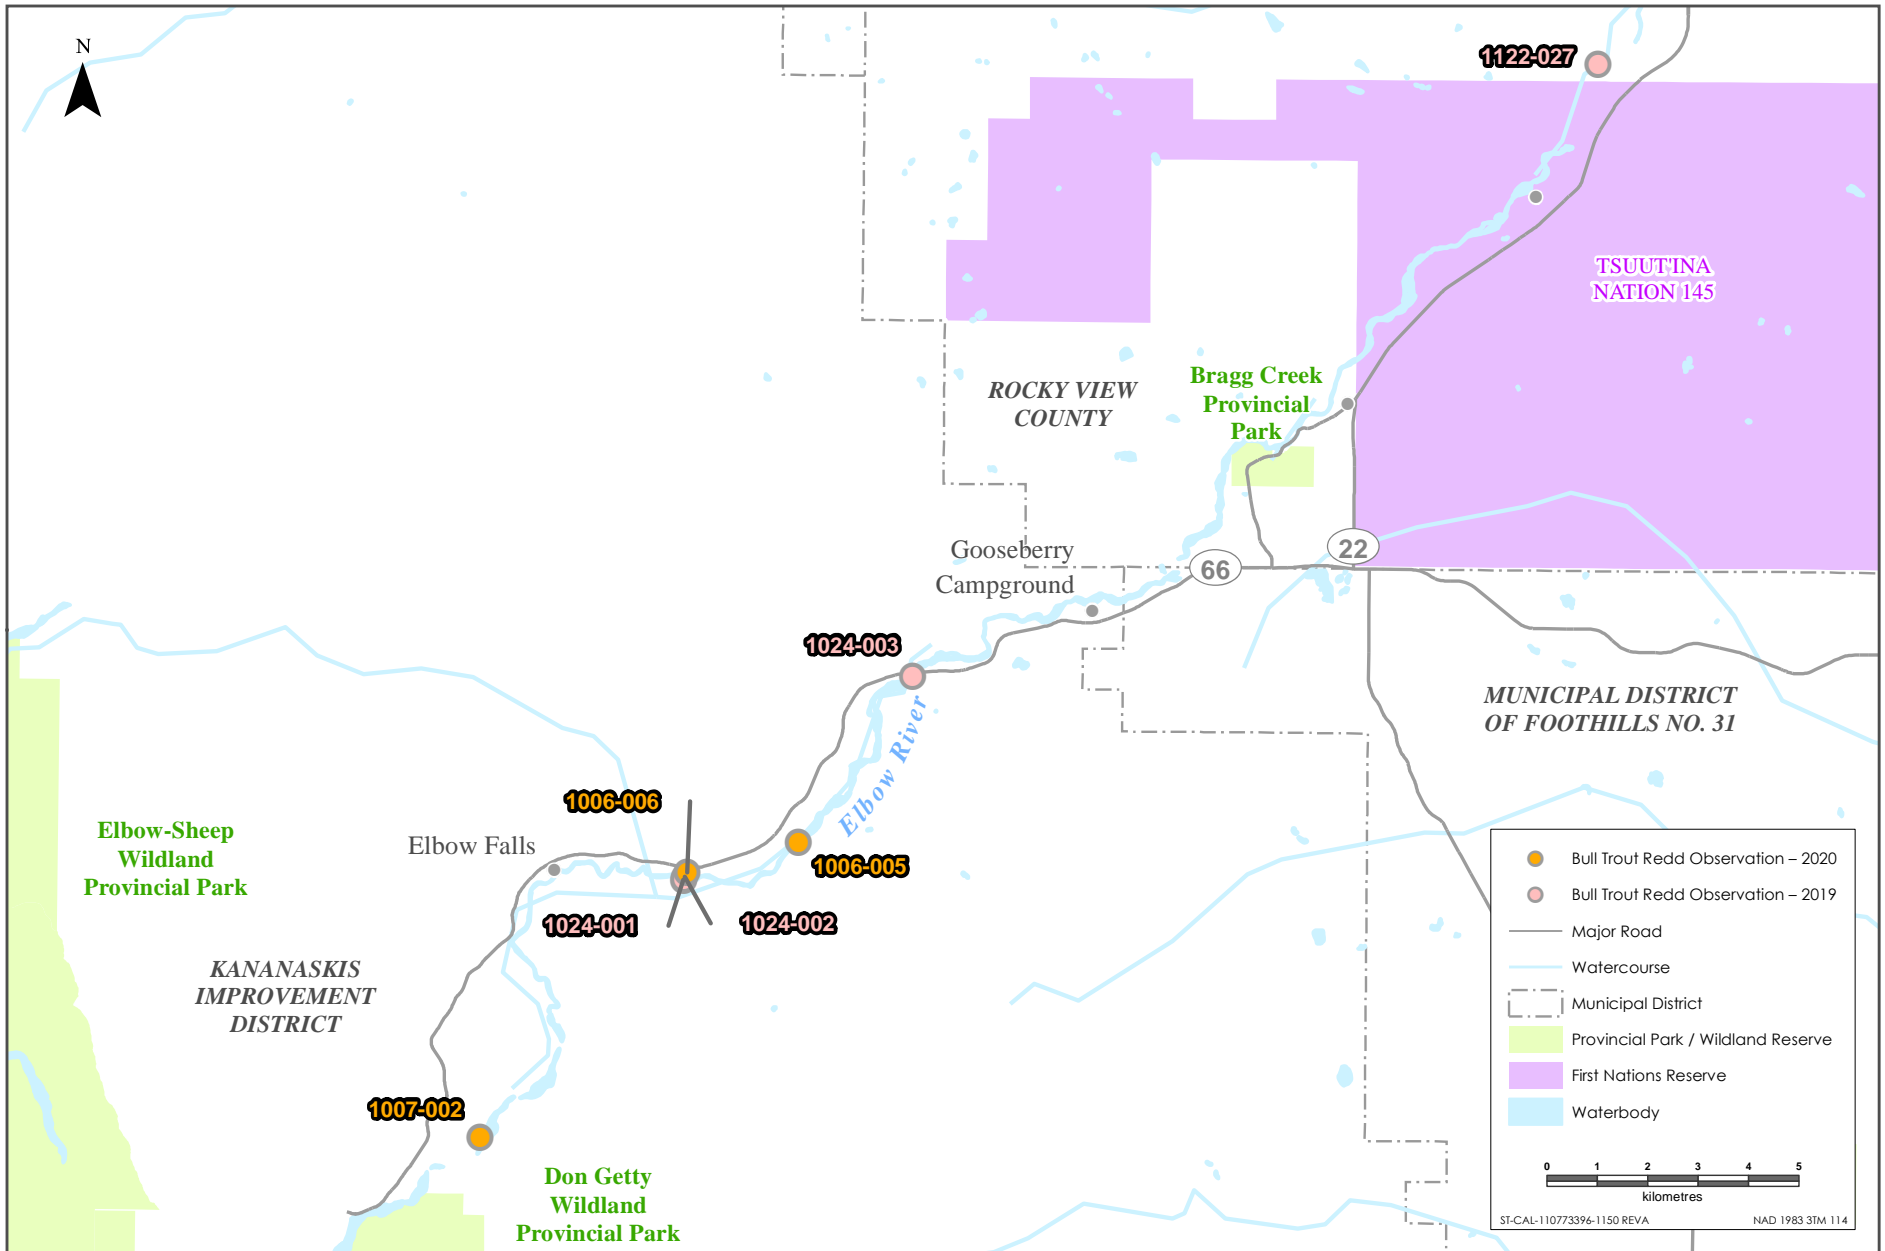 N
1122-027
TSUUT'INA
NATION 145
ROCKY VIEW
COUNTY
Bragg Creek
Provincial
Park
Gooseberry
Campground
66
22
1024-003
MUNICIPAL DISTRICT
OF FOOTHILLS NO. 31
Elbow River
1006-006
Elbow Falls
1006-005
1024-001
1024-002
Elbow-Sheep
Wildland
Provincial Park
KANANASKIS
IMPROVEMENT
DISTRICT
1007-002
Don Getty
Wildland
Provincial Park
Bull Trout Redd Observation – 2020
Bull Trout Redd Observation – 2019
Major Road
Watercourse
Municipal District
Provincial Park / Wildland Reserve
First Nations Reserve
Waterbody
0 1 2 3 4 5
kilometres
ST-CAL-110773396-1150 REVA NAD 1983 3TM 114